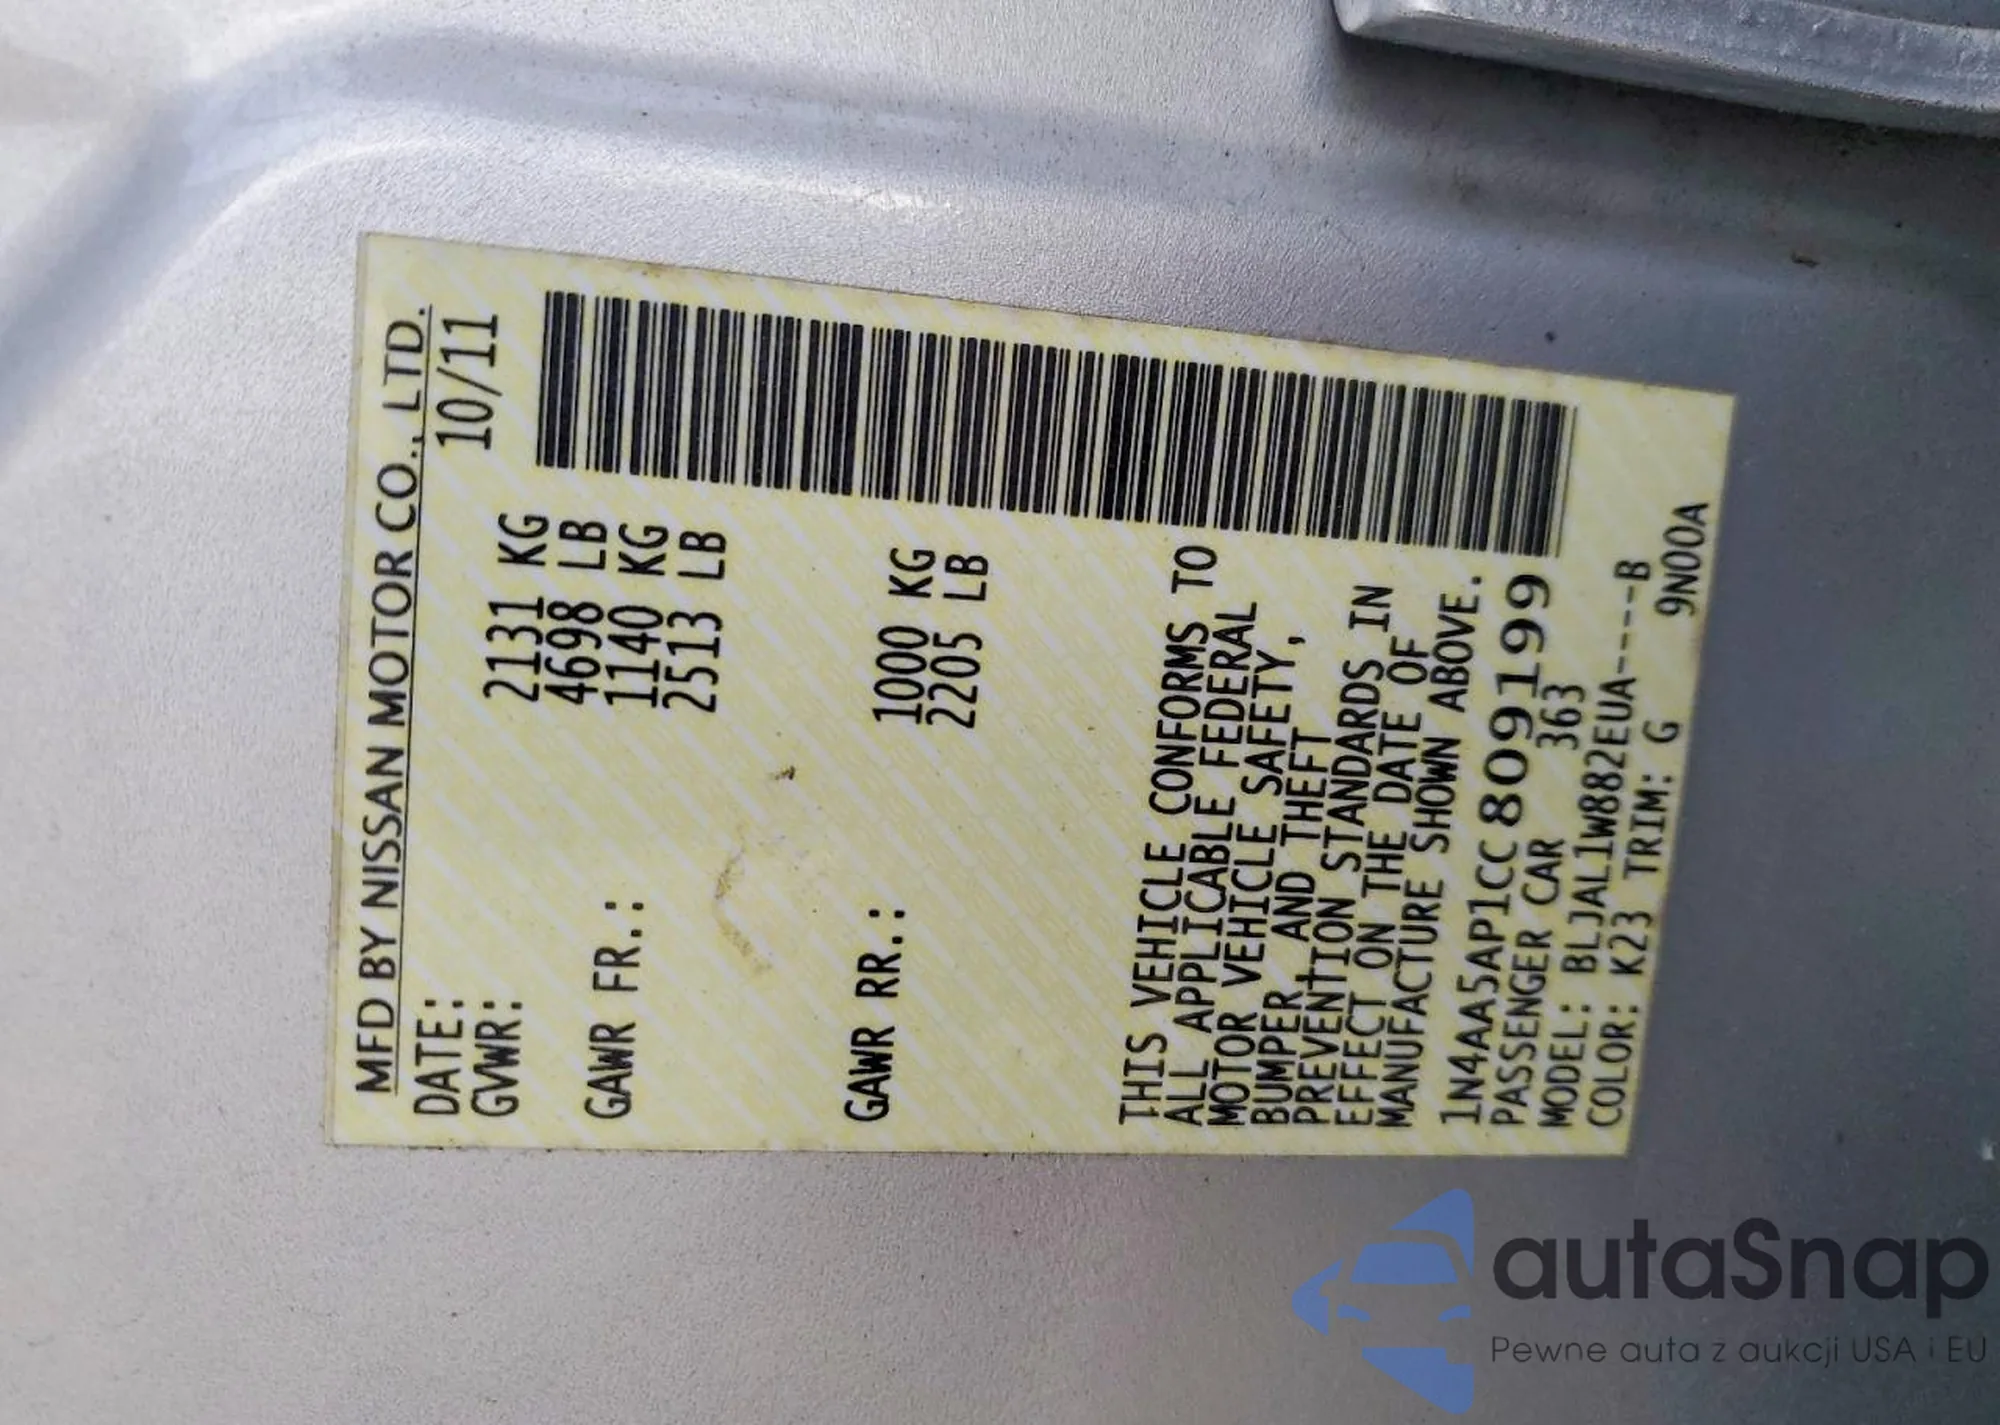 MFD BY NISSAN MOTOR CO., LTD.
DATE: 10/11
GVWR: 2131 KG
4698 LB
GAWR FR.: 1140 KG
2513 LB
GAWR RR.: 1000 KG
2205 LB
THIS VEHICLE CONFORMS TO
ALL APPLICABLE FEDERAL
MOTOR VEHICLE SAFETY,
BUMPER AND THEFT
PREVENTION STANDARDS IN
EFFECT ON THE DATE OF
MANUFACTURE SHOWN ABOVE.
1N4AA5AP1CC809199
PASSENGER CAR 363
MODEL: BLJAL1W882EUA----B
COLOR: K23 TRIM: G 9N00A
autaSnap
Pewne auta z aukcji USA i EU